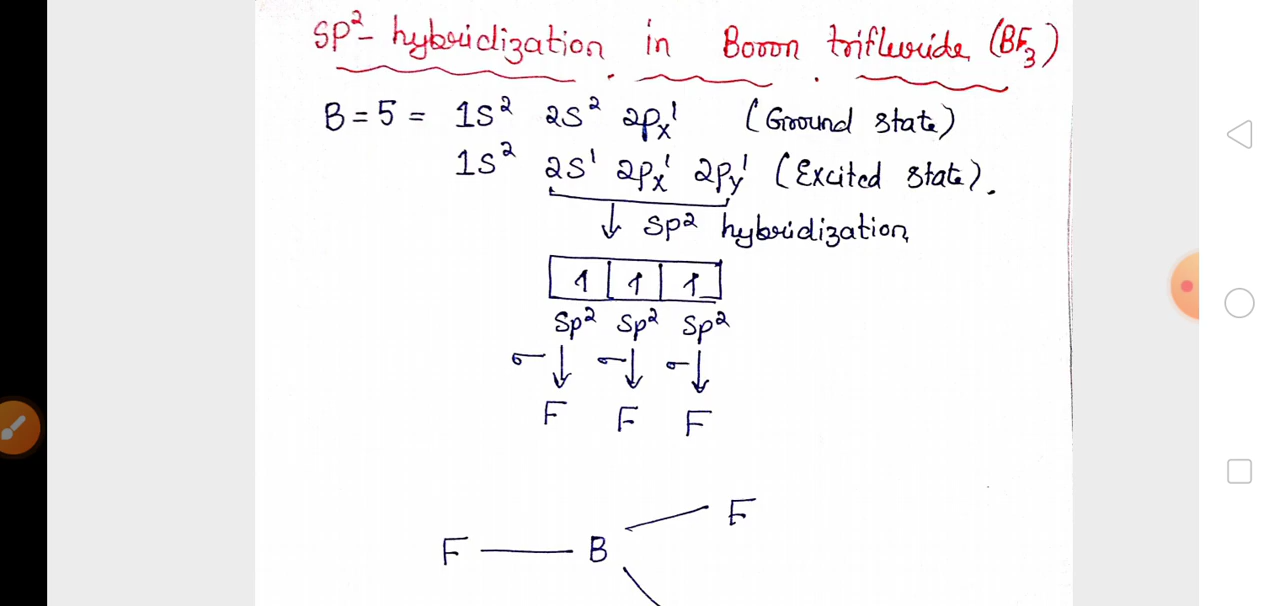 Sp²- hybridization in Boron trifluoride (BF₃)
B = 5 = 1s² 2s² 2pₓ¹ (Ground state)
1s² 2s¹ 2pₓ¹ 2pᵧ¹ (Excited state).
↓ sp² hybridization
1 1 1
Sp² Sp² Sp²
σ↓ σ↓ σ↓
F F F
F
F — B